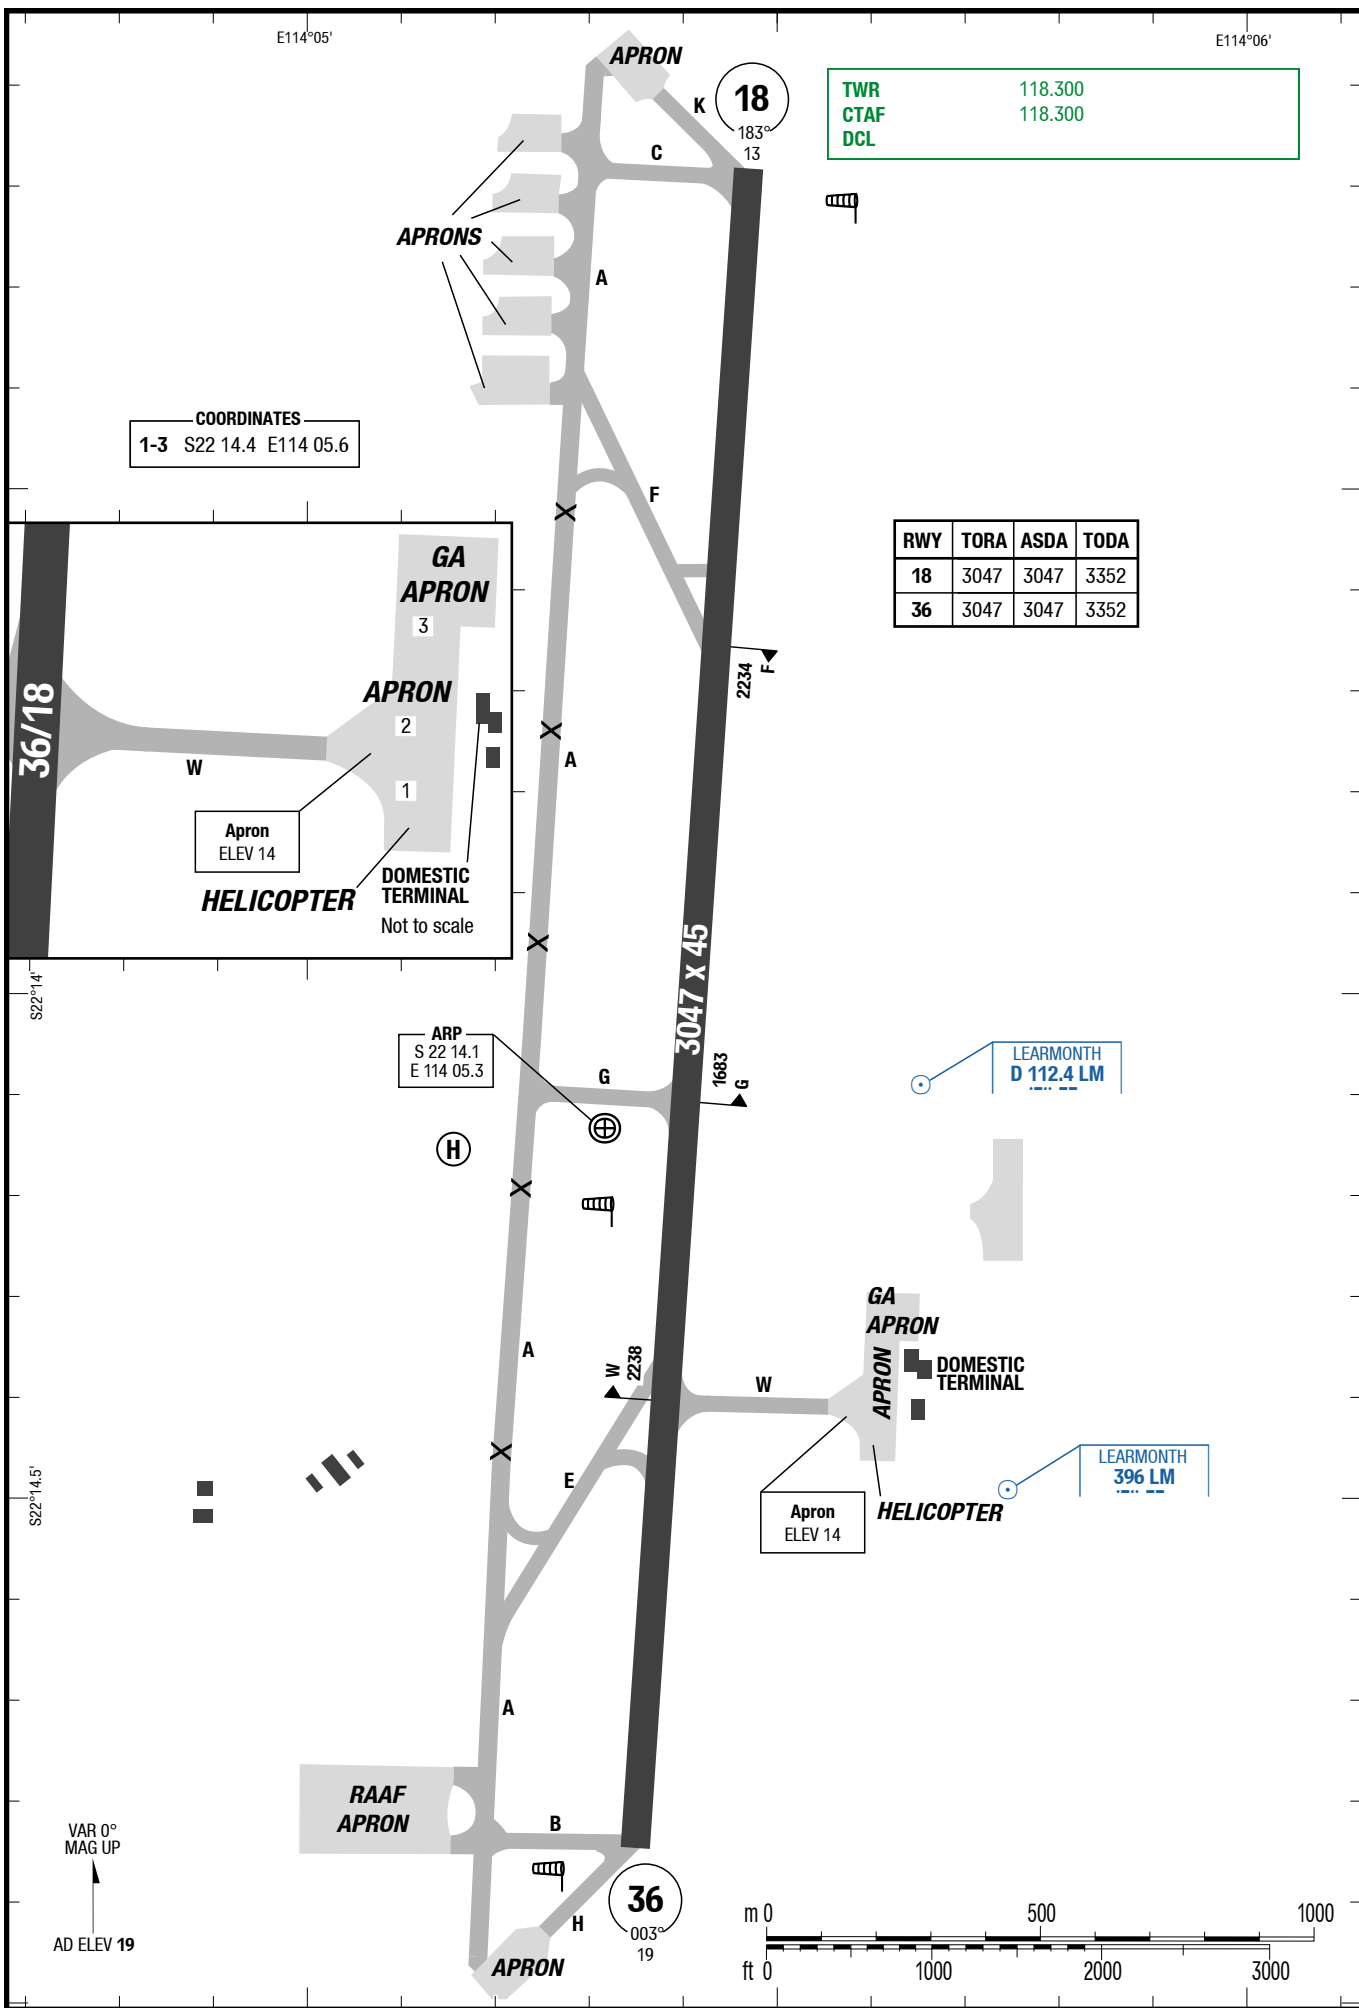 E114°05'
E114°06'
APRON
K
18
183°
13
TWR 118.300
CTAF 118.300
DCL
C
APRONS
A
COORDINATES
1-3 S22 14.4 E114 05.6
F
RWY TORA ASDA TODA
18 3047 3047 3352
36 3047 3047 3352
GA
APRON
3
APRON
2
36/18
W
1
Apron
ELEV 14
HELICOPTER
DOMESTIC
TERMINAL
Not to scale
2234
F
A
3047 x 45
S22°14'
ARP
S 22 14.1
E 114 05.3
G
1683
G
LEARMONTH
D 112.4 LM
H
A
W
2238
GA
APRON
APRON
DOMESTIC
TERMINAL
W
E
S22°14.5'
Apron
ELEV 14
HELICOPTER
LEARMONTH
396 LM
A
RAAF
APRON
B
VAR 0°
MAG UP
AD ELEV 19
H
36
003°
19
APRON
m 0 500 1000
ft 0 1000 2000 3000